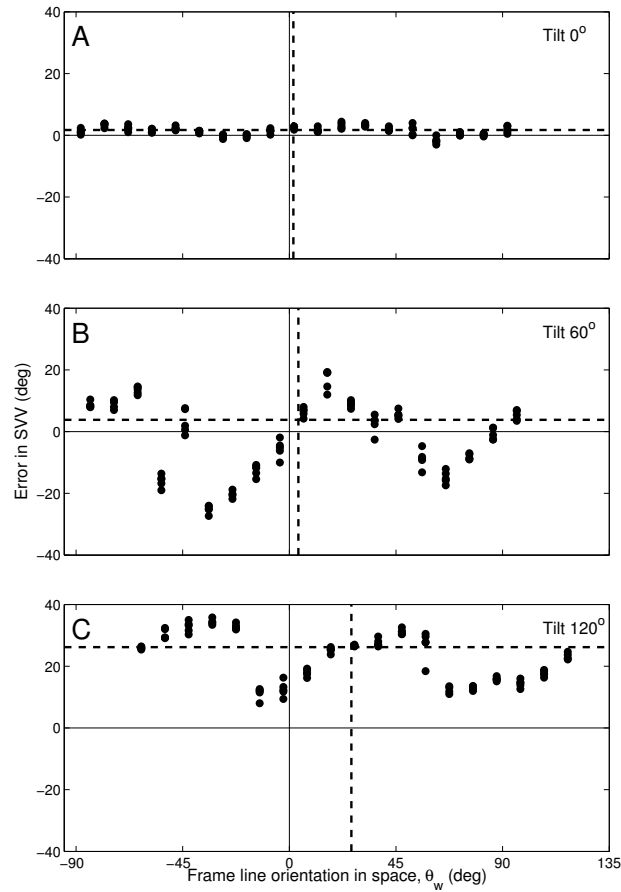 A
Tilt 0°
40
20
0
−20
−40
B
Tilt 60°
40
20
0
−20
−40
Error in SVV (deg)
C
Tilt 120°
40
20
0
−20
−40
−90 −45 0 45 90 135
Frame line orientation in space, θw (deg)